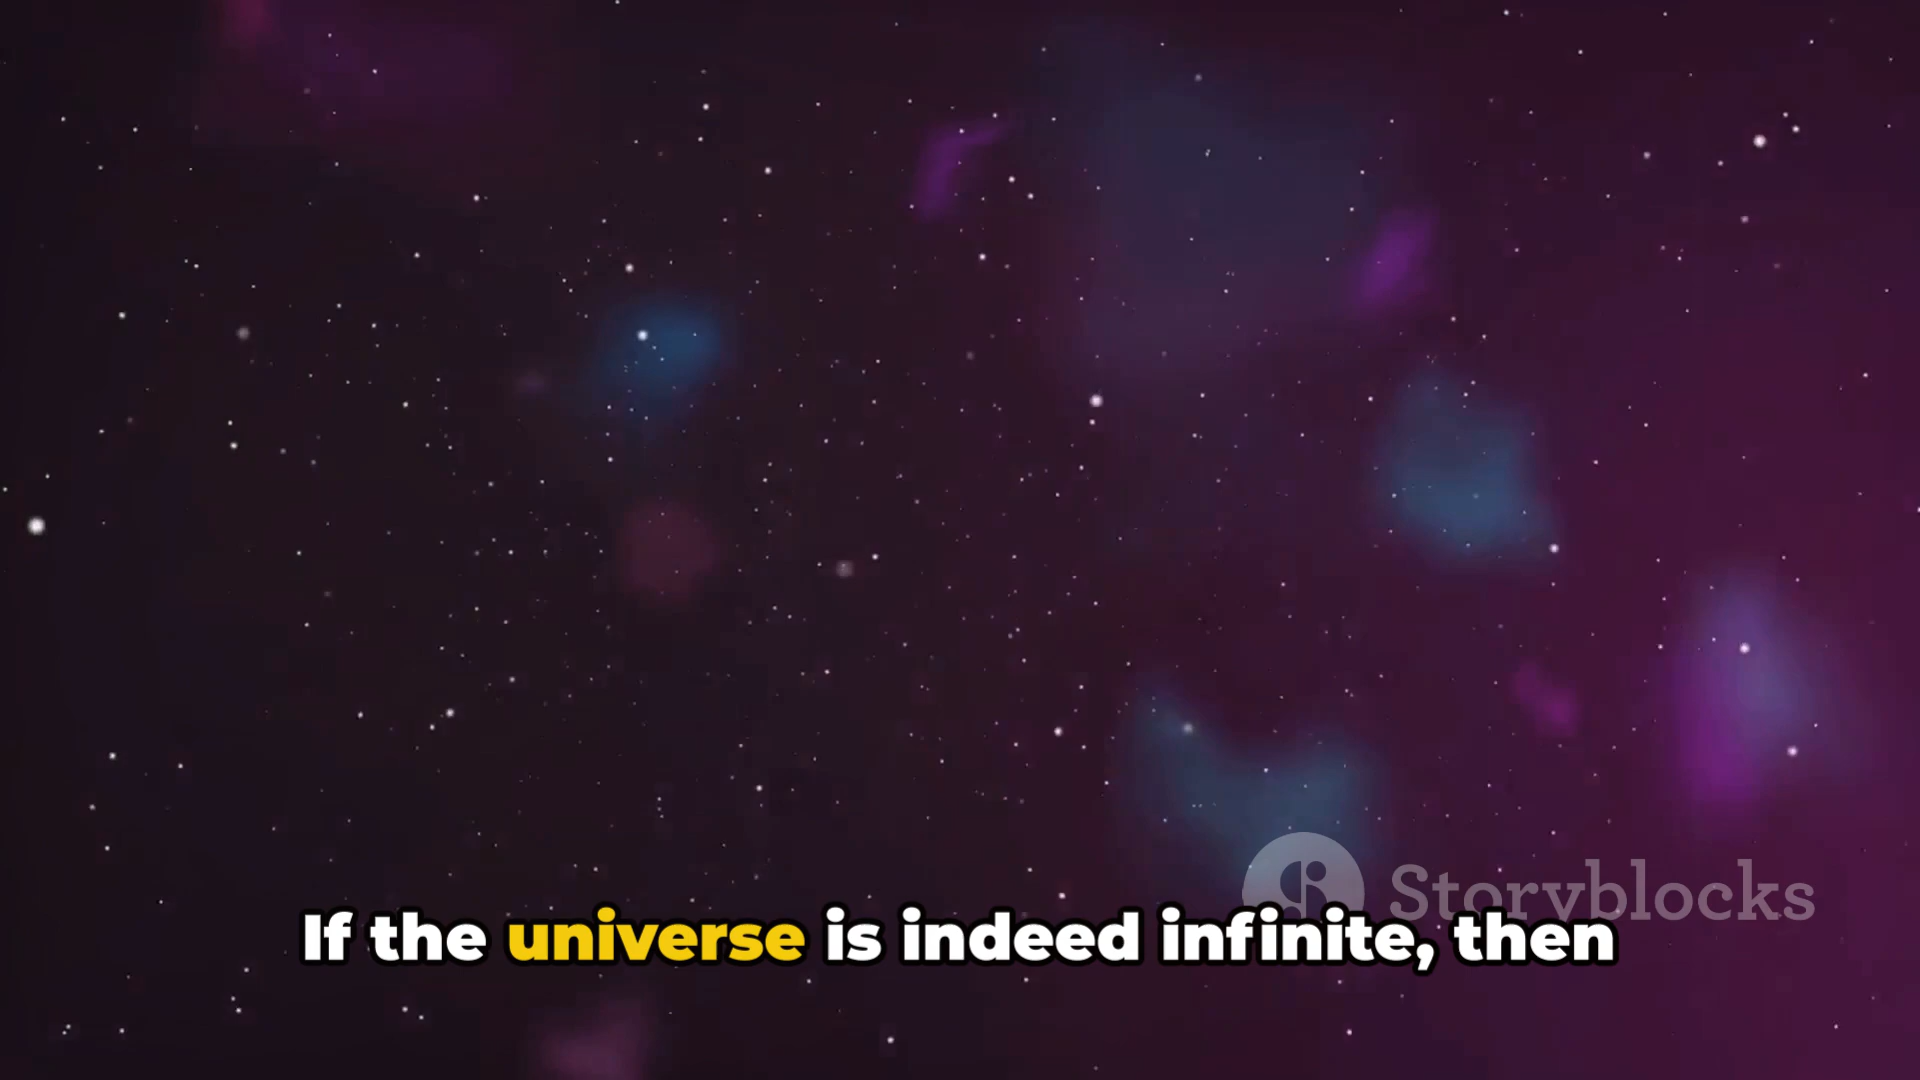 Storyblocks
If the universe is indeed infinite, then